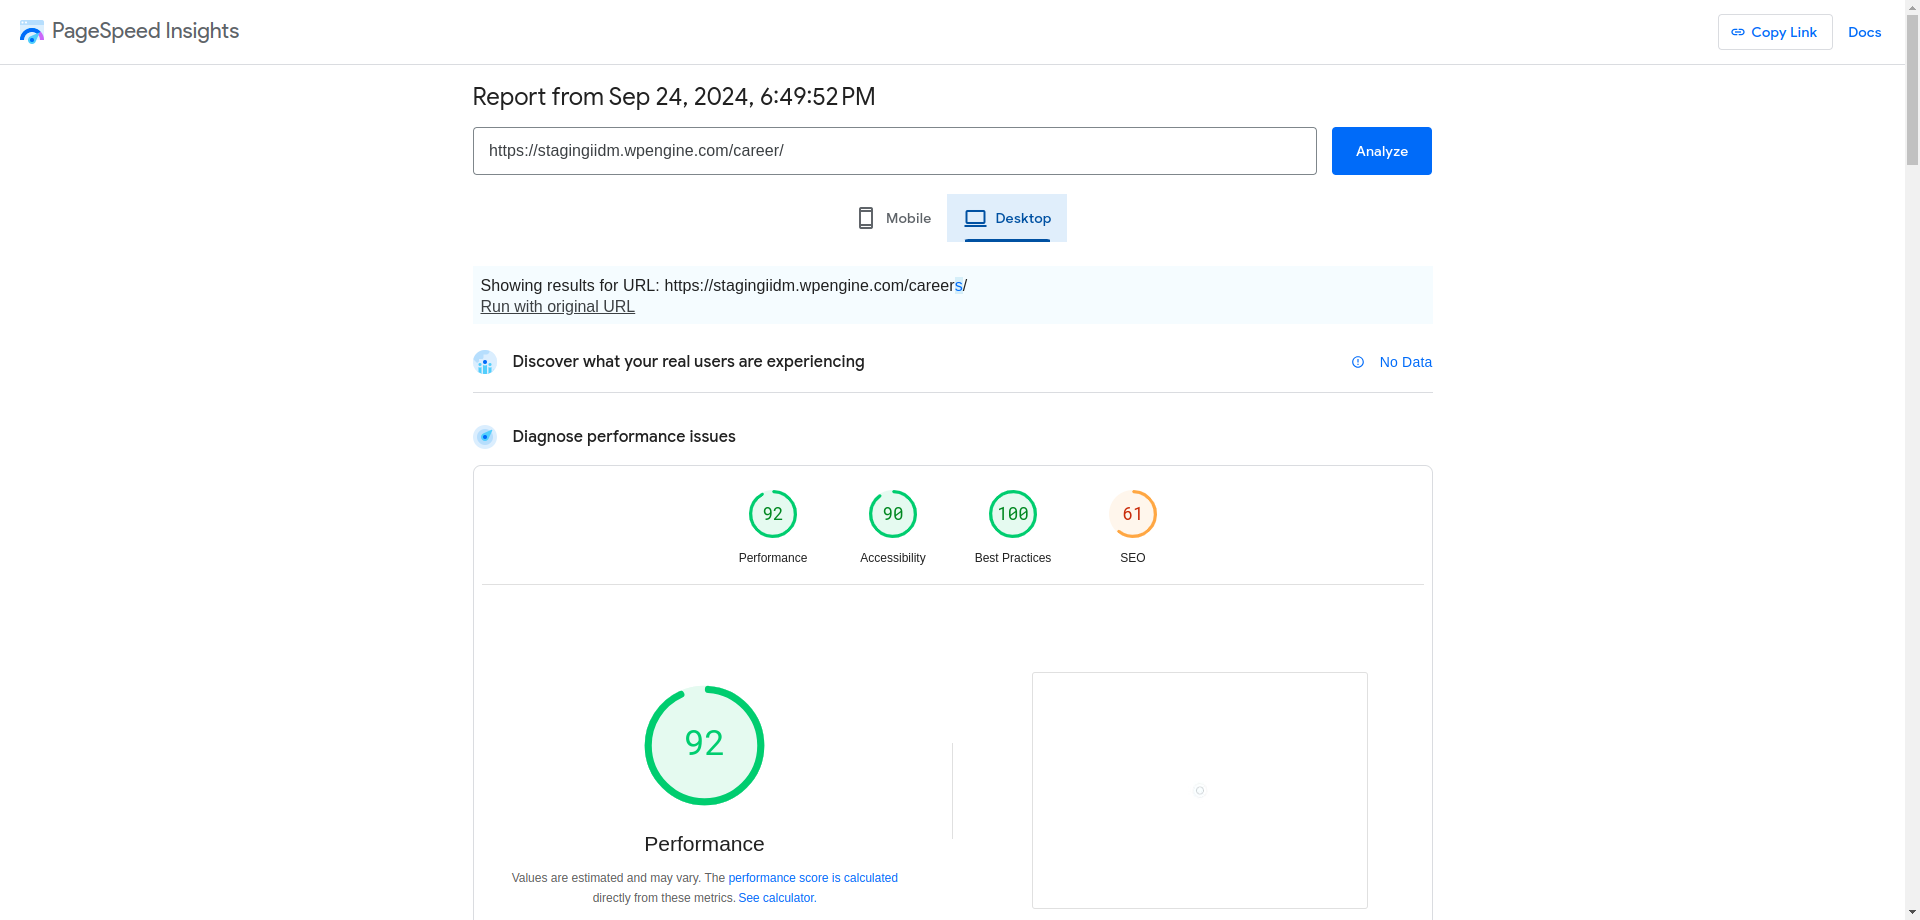 PageSpeed Insights
Copy Link
Docs
Report from Sep 24, 2024, 6:49:52 PM
https://stagingiidm.wpengine.com/career/
Analyze
Mobile
Desktop
Showing results for URL: https://stagingiidm.wpengine.com/careers/
Run with original URL
Discover what your real users are experiencing
No Data
Diagnose performance issues
92
90
100
61
Performance
Accessibility
Best Practices
SEO
92
Performance
Values are estimated and may vary. The performance score is calculated
directly from these metrics. See calculator.